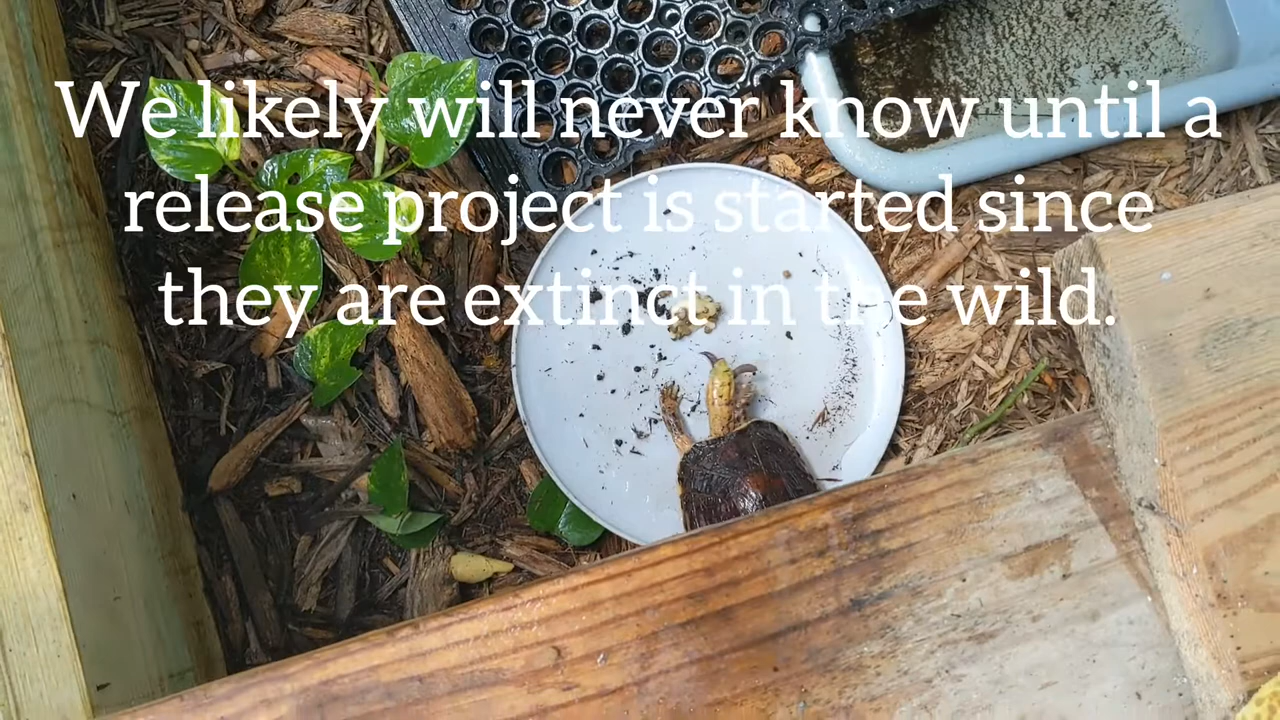 We likely will never know until a
release project is started since
they are extinct in the wild.